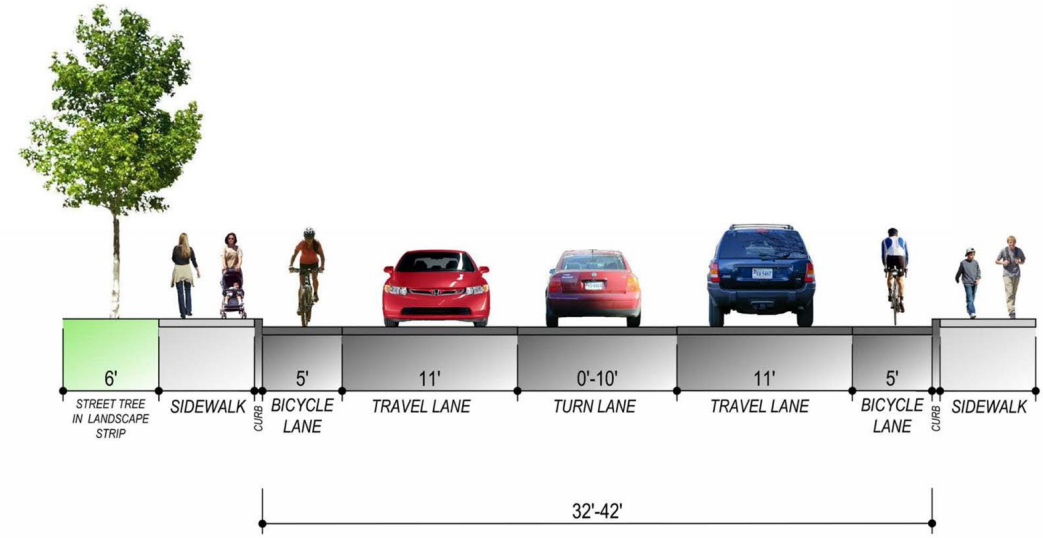 6'
5'
11'
0'-10'
11'
5'
STREET TREE
IN LANDSCAPE
STRIP
SIDEWALK
CURB
BICYCLE
LANE
TRAVEL LANE
TURN LANE
TRAVEL LANE
BICYCLE
LANE
CURB
SIDEWALK
32'-42'